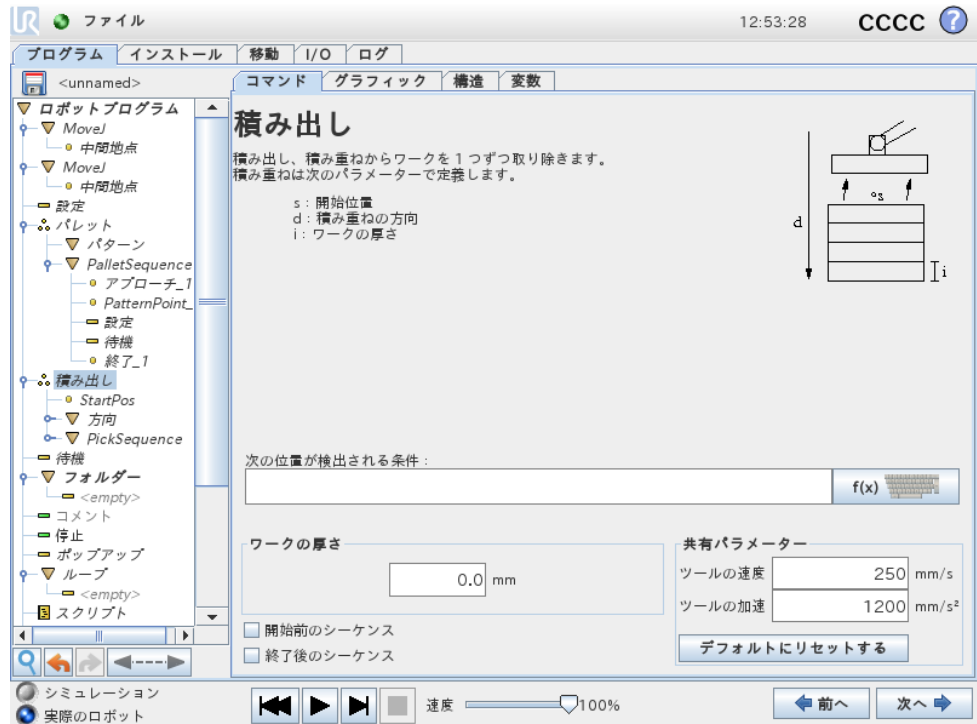 UR ファイル 12:53:28 CCCC ?
プログラム インストール 移動 I/O ログ
<unnamed>
コマンド グラフィック 構造 変数
ロボットプログラム
MoveJ
中間地点
MoveJ
中間地点
設定
パレット
パターン
PalletSequence
アプローチ_1
PatternPoint_
設定
待機
終了_1
積み出し
StartPos
方向
PickSequence
待機
フォルダー
<empty>
コメント
停止
ポップアップ
ループ
<empty>
スクリプト
積み出し
積み出し、積み重ねからワークを1つずつ取り除きます。
積み重ねは次のパラメーターで定義します。
s:開始位置
d:積み重ねの方向
i:ワークの厚さ
d
s
i
次の位置が検出される条件:
f(x)
ワークの厚さ
0.0 mm
開始前のシーケンス
終了後のシーケンス
共有パラメーター
ツールの速度 250 mm/s
ツールの加速 1200 mm/s²
デフォルトにリセットする
シミュレーション
実際のロボット
速度 100%
前へ 次へ